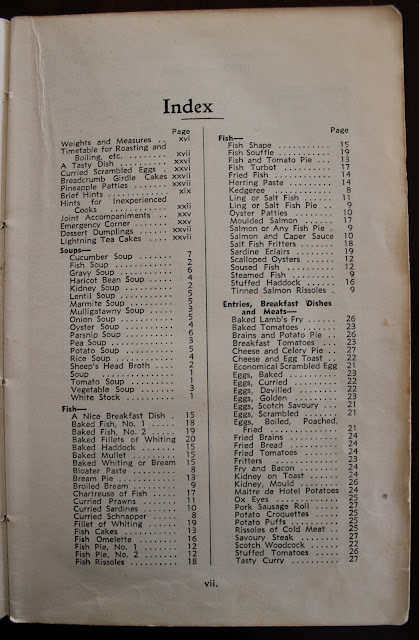 Index
Page
Weights and Measures .. xvi
Timetable for Roasting and
Boiling, etc. .......... xvii
A Tasty Dish ........... xxvi
Curried Scrambled Eggs . xxvi
Breadcrumb Girdle Cakes xxvii
Pineapple Patties ...... xxvii
Brief Hints ............ xix
Hints for Inexperienced
Cooks ................ xxii
Joint Accompaniments ... xxv
Emergency Corner ....... xxv
Dessert Dumplings ...... xxvii
Lightning Tea Cakes .... xxvii
Soups—
Cucumber Soup ........ 7
Fish Soup ............ 2
Gravy Soup ........... 6
Haricot Bean Soup .... 4
Kidney Soup .......... 2
Lentil Soup .......... 5
Marmite Soup ......... 5
Mulligatawny Soup .... 3
Onion Soup ........... 5
Oyster Soup .......... 4
Parsnip Soup ......... 6
Pea Soup ............. 3
Potato Soup .......... 5
Rice Soup ............ 4
Sheep's Head Broth ... 2
Soup ................. 1
Tomato Soup .......... 1
Vegetable Soup ....... 3
White Stock .......... 1
Fish—
A Nice Breakfast Dish . 15
Baked Fish, No. 1 .... 18
Baked Fish, No. 2 .... 19
Baked Fillets of Whiting 20
Baked Haddock ........ 15
Baked Mullet ......... 15
Baked Whiting or Bream 15
Bloater Paste ........ 8
Bream Pie ............ 13
Broiled Bream ........ 9
Chartreuse of Fish ... 17
Curried Prawns ....... 11
Curried Sardines ..... 10
Curried Schnapper .... 8
Fillet of Whiting .... 19
Fish Cakes ........... 13
Fish Omelette ........ 16
Fish Pie, No. 1 ...... 12
Fish Pie, No. 2 ...... 12
Fish Rissoles ........ 18
Page
Fish—
Fish Shape ........... 15
Fish Souffle ......... 19
Fish and Tomato Pie ... 13
Fish Turbot .......... 17
Fried Fish ........... 14
Herring Paste ........ 14
Kedgeree ............. 8
Ling or Salt Fish .... 11
Ling or Salt Fish Pie . 9
Oyster Patties ....... 10
Moulded Salmon ....... 17
Salmon or Any Fish Pie . 9
Salmon and Caper Sauce 10
Salt Fish Fritters ... 18
Sardine Eclairs ...... 19
Scalloped Oysters .... 12
Soused Fish .......... 12
Steamed Fish ......... 9
Stuffed Haddock ...... 16
Tinned Salmon Rissoles . 9
Entries, Breakfast Dishes
and Meats—
Baked Lamb's Fry ..... 26
Baked Tomatoes ....... 23
Brains and Potato Pie .. 26
Breakfast Tomatoes ... 23
Cheese and Celery Pie .. 27
Cheese and Egg Toast .. 22
Economical Scrambled Egg 21
Eggs, Baked .......... 23
Eggs, Curried ........ 22
Eggs, Devilled ....... 22
Eggs, Golden ......... 23
Eggs, Scotch Savoury .. 21
Eggs, Scrambled ...... 21
Eggs, Boiled, Poached,
Fried .............. 21
Fried Brains ......... 24
Fried Bread .......... 24
Fried Tomatoes ....... 24
Fritters ............. 23
Fry and Bacon ........ 24
Kidney on Toast ...... 24
Kidney, Mould ........ 26
Maitre de Hotel Potatoes 24
Ox Eyes .............. 25
Pork Sausage Roll .... 27
Potato Croquettes .... 25
Potato Puffs ......... 25
Rissoles of Cold Meat .. 25
Savoury Steak ........ 27
Scotch Woodcock ...... 22
Stuffed Tomatoes ..... 26
Tasty Curry .......... 27
vii.